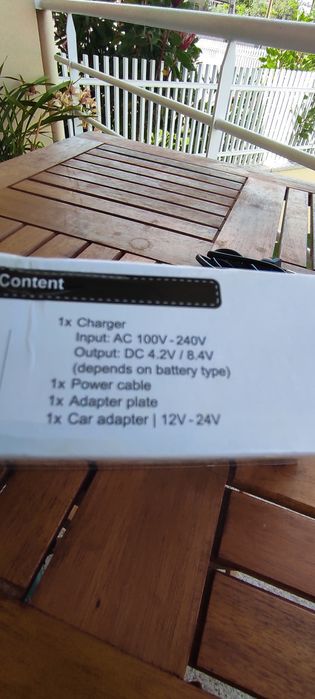 Content
1x Charger
Input: AC 100V - 240V
Output: DC 4.2V / 8.4V
(depends on battery type)
1x Power cable
1x Adapter plate
1x Car adapter | 12V - 24V